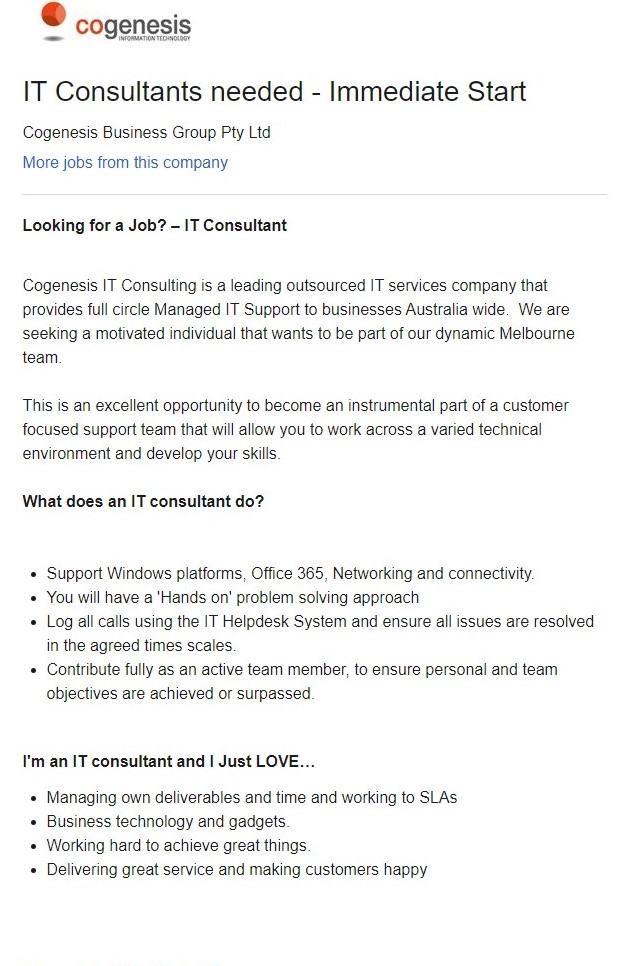 cogenesis
INFORMATION TECHNOLOGY
IT Consultants needed - Immediate Start
Cogenesis Business Group Pty Ltd
More jobs from this company
Looking for a Job? – IT Consultant
Cogenesis IT Consulting is a leading outsourced IT services company that
provides full circle Managed IT Support to businesses Australia wide.  We are
seeking a motivated individual that wants to be part of our dynamic Melbourne
team.
This is an excellent opportunity to become an instrumental part of a customer
focused support team that will allow you to work across a varied technical
environment and develop your skills.
What does an IT consultant do?
• Support Windows platforms, Office 365, Networking and connectivity.
• You will have a 'Hands on' problem solving approach
• Log all calls using the IT Helpdesk System and ensure all issues are resolved
in the agreed times scales.
• Contribute fully as an active team member, to ensure personal and team
objectives are achieved or surpassed.
I'm an IT consultant and I Just LOVE…
• Managing own deliverables and time and working to SLAs
• Business technology and gadgets.
• Working hard to achieve great things.
• Delivering great service and making customers happy